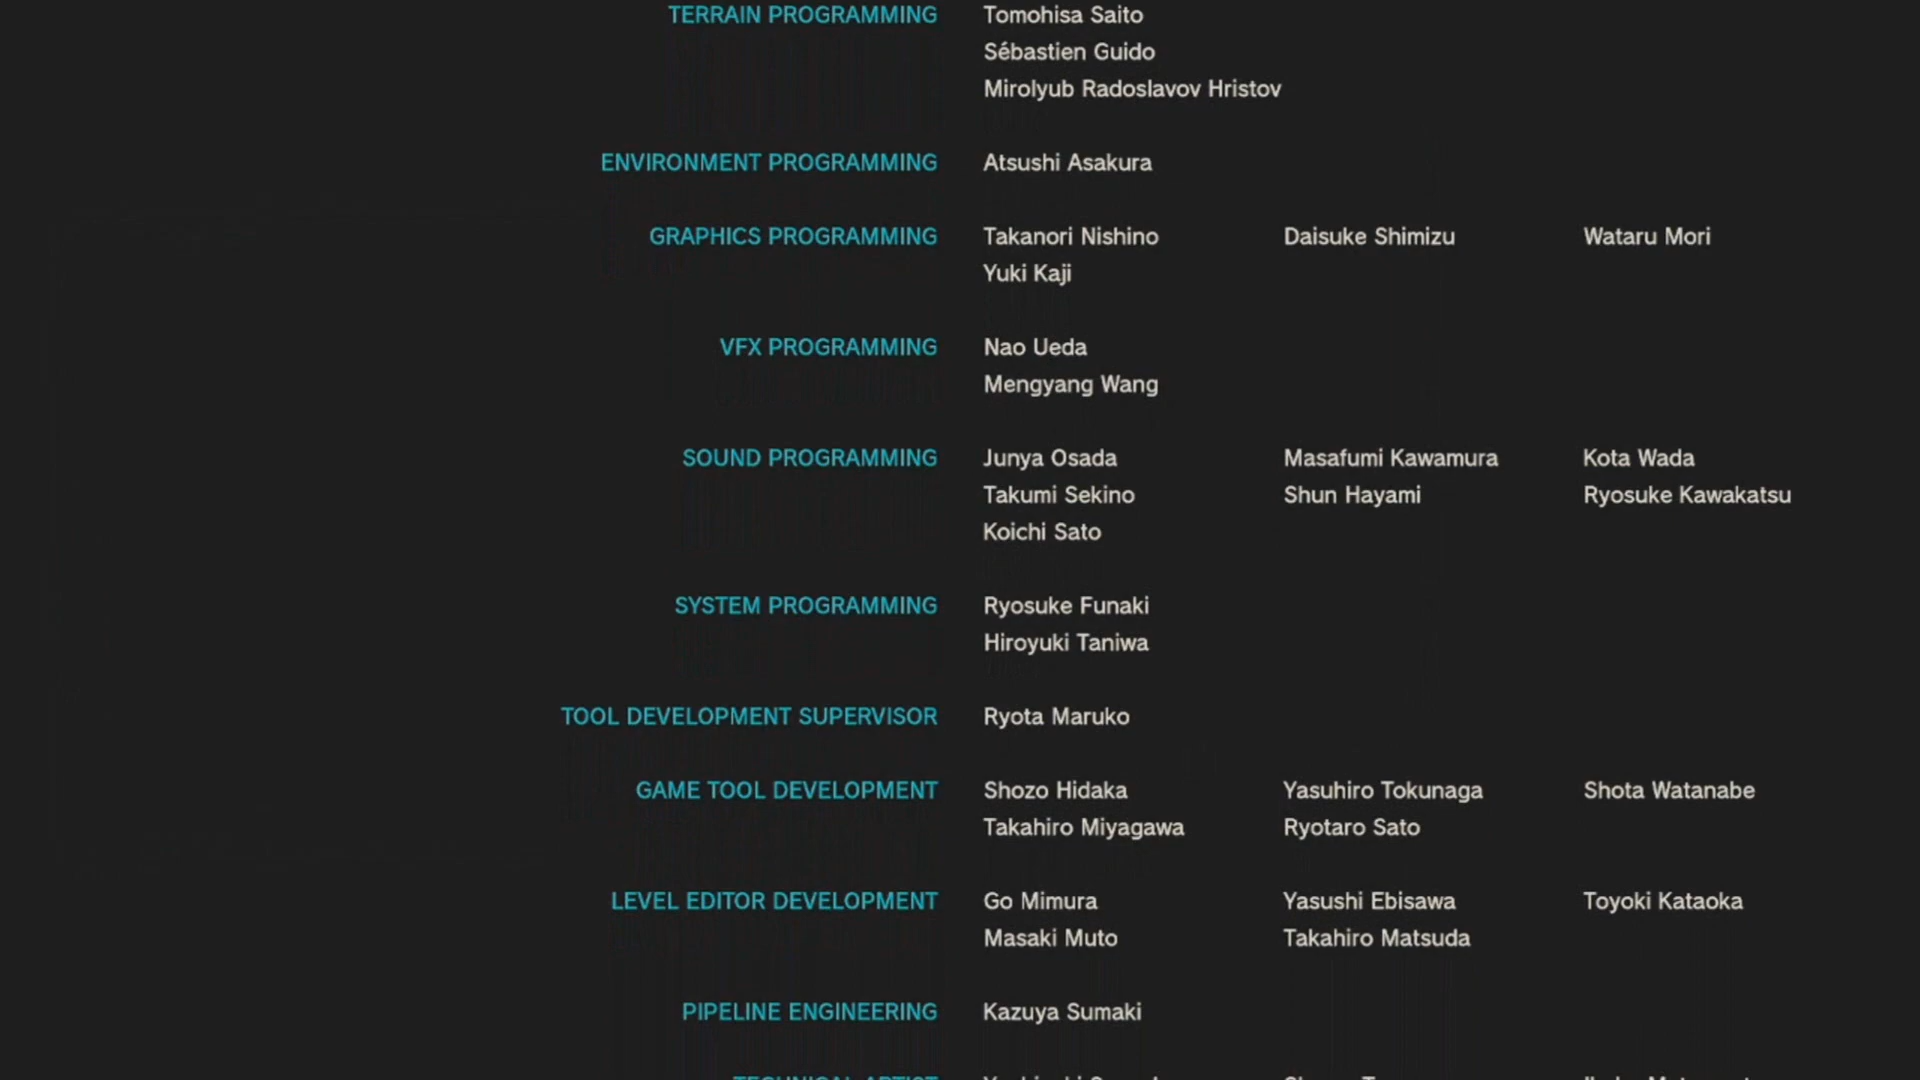 TERRAIN PROGRAMMING Tomohisa Saito
Sébastien Guido
Mirolyub Radoslavov Hristov
ENVIRONMENT PROGRAMMING Atsushi Asakura
GRAPHICS PROGRAMMING Takanori Nishino Daisuke Shimizu Wataru Mori
Yuki Kaji
VFX PROGRAMMING Nao Ueda
Mengyang Wang
SOUND PROGRAMMING Junya Osada Masafumi Kawamura Kota Wada
Takumi Sekino Shun Hayami Ryosuke Kawakatsu
Koichi Sato
SYSTEM PROGRAMMING Ryosuke Funaki
Hiroyuki Taniwa
TOOL DEVELOPMENT SUPERVISOR Ryota Maruko
GAME TOOL DEVELOPMENT Shozo Hidaka Yasuhiro Tokunaga Shota Watanabe
Takahiro Miyagawa Ryotaro Sato
LEVEL EDITOR DEVELOPMENT Go Mimura Yasushi Ebisawa Toyoki Kataoka
Masaki Muto Takahiro Matsuda
PIPELINE ENGINEERING Kazuya Sumaki
TECHNICAL ARTIST